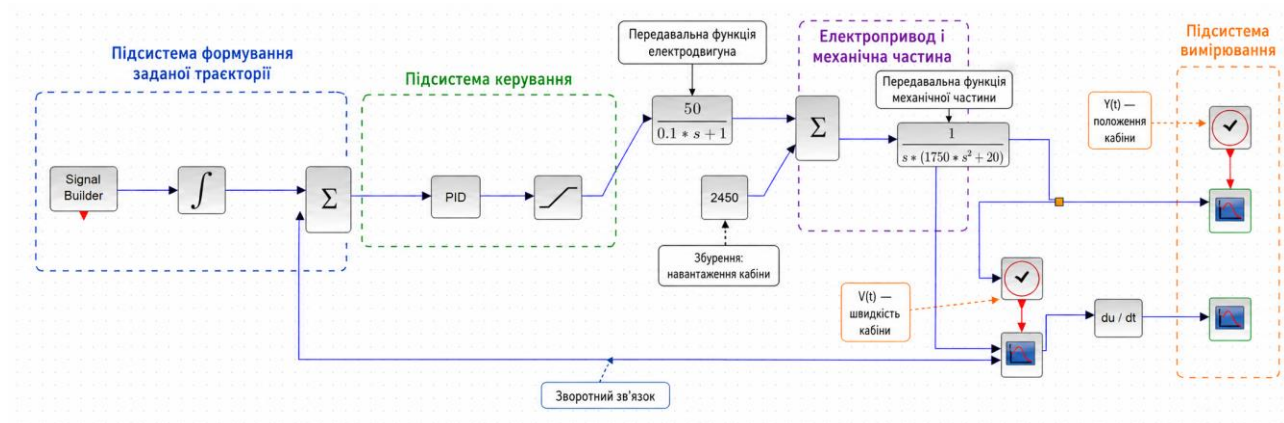 Підсистема формування
заданої траєкторії
Signal
Builder
∫
Σ
Підсистема керування
PID
Передавальна функція
електродвигуна
50
0.1 * s + 1
2450
Збурення:
навантаження кабіни
Електропривод і
механічна частина
Σ
Передавальна функція
механічної частини
1
s * (1750 * s² + 20)
Підсистема
вимірювання
Y(t) —
положення
кабіни
V(t) —
швидкість
кабіни
du / dt
Зворотний зв’язок